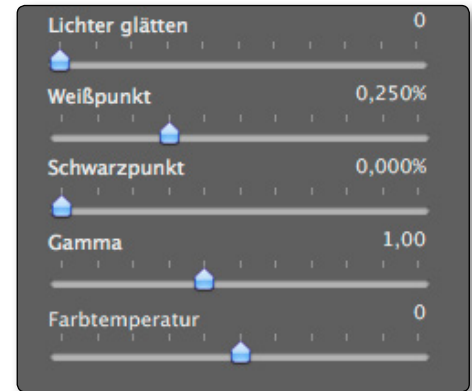 Lichter glätten 0
Weißpunkt 0,250%
Schwarzpunkt 0,000%
Gamma 1,00
Farbtemperatur 0